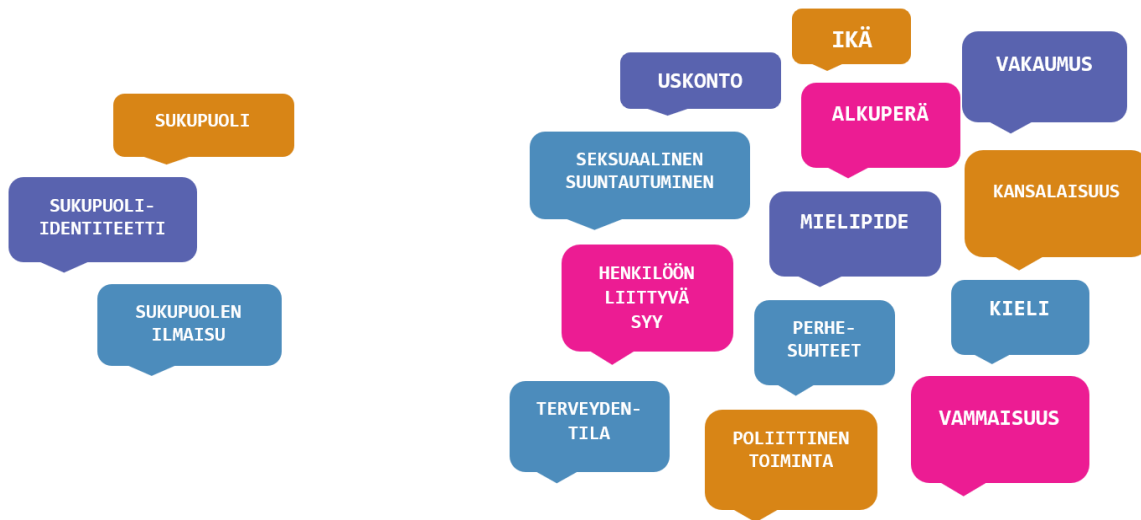 SUKUPUOLI
SUKUPUOLI-
IDENTITEETTI
SUKUPUOLEN
ILMAISU
IKÄ
USKONTO
VAKAUMUS
ALKUPERÄ
SEKSUAALINEN
SUUNTAUTUMINEN
KANSALAISUUS
MIELIPIDE
HENKILÖÖN
LIITTYVÄ
SYY
KIELI
PERHE-
SUHTEET
TERVEYDEN-
TILA
VAMMAISUUS
POLIITTINEN
TOIMINTA